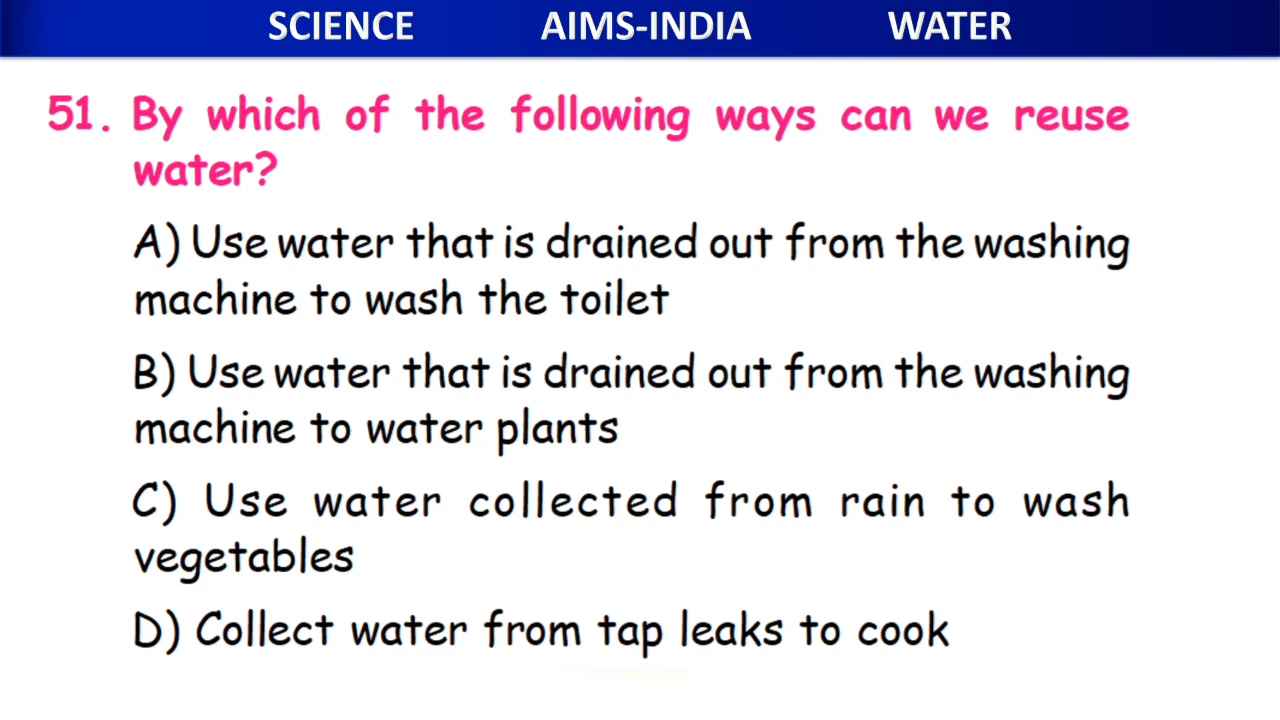 SCIENCE AIMS-INDIA WATER
51. By which of the following ways can we reuse
water?
A) Use water that is drained out from the washing
machine to wash the toilet
B) Use water that is drained out from the washing
machine to water plants
C) Use water collected from rain to wash
vegetables
D) Collect water from tap leaks to cook